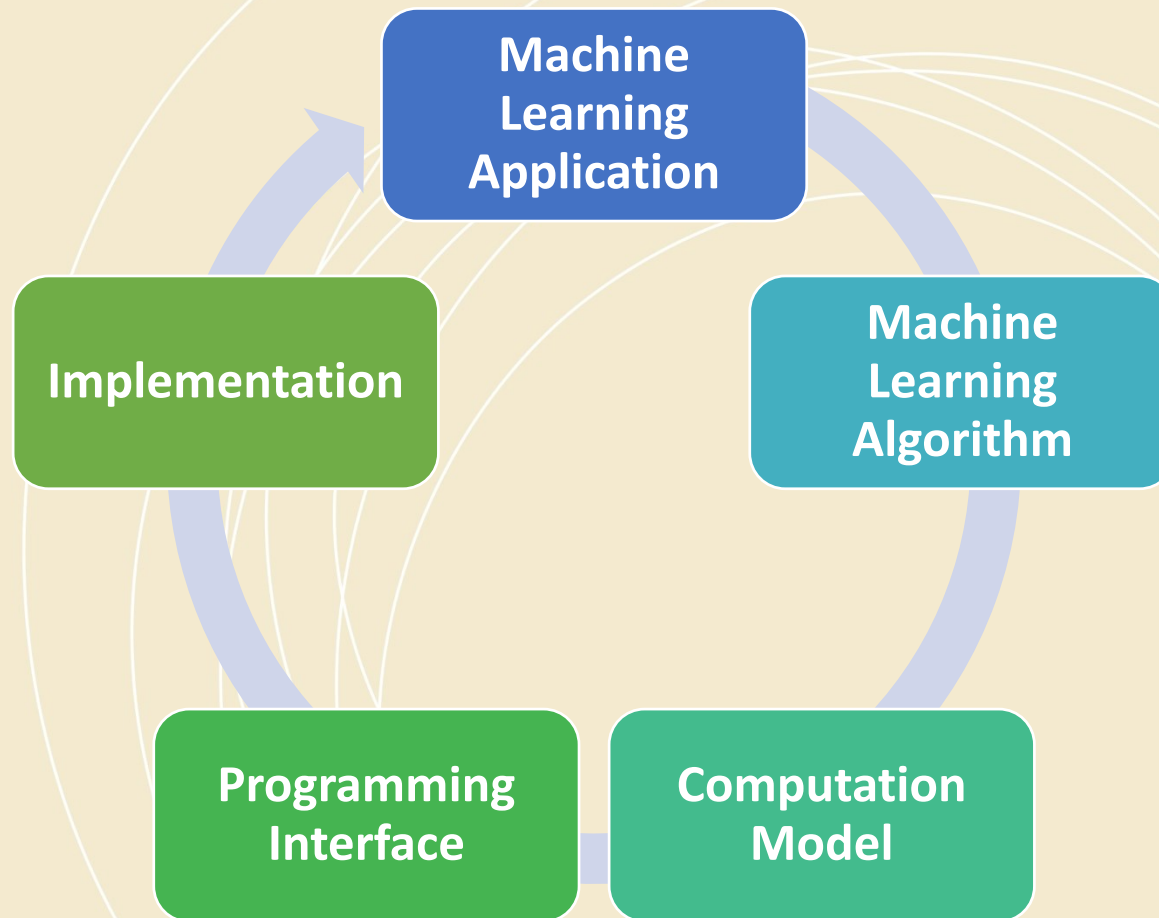 Machine
Learning
Application
Machine
Learning
Algorithm
Computation
Model
Programming
Interface
Implementation